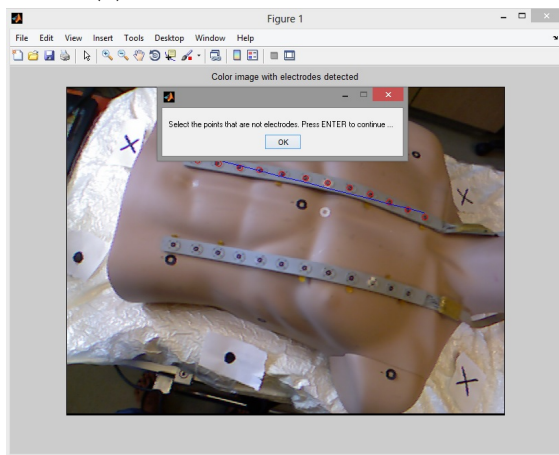 Figure 1
File Edit View Insert Tools Desktop Window Help
Color image with electrodes detected
Select the points that are not electrodes. Press ENTER to continue ...
OK